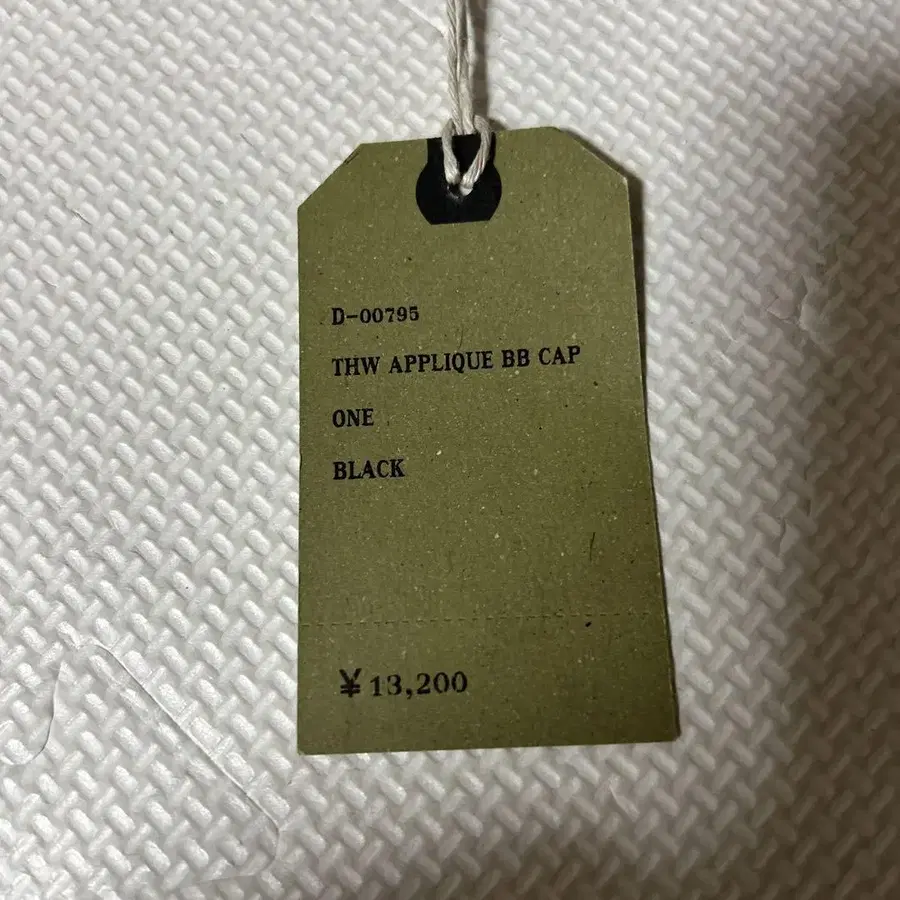 D-00795
THW APPLIQUE BB CAP
ONE
BLACK
¥13,200